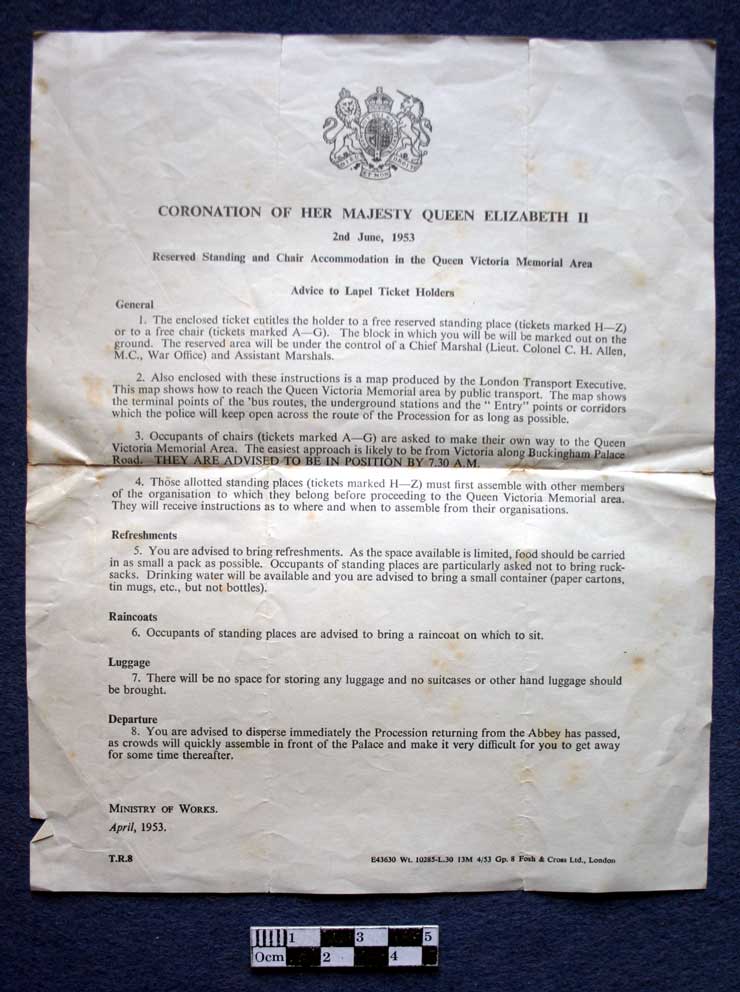 DIEU ET MON DROIT
CORONATION OF HER MAJESTY QUEEN ELIZABETH II
2nd June, 1953
Reserved Standing and Chair Accommodation in the Queen Victoria Memorial Area
Advice to Lapel Ticket Holders
General
1. The enclosed ticket entitles the holder to a free reserved standing place (tickets marked H—Z)
or to a free chair (tickets marked A—G). The block in which you will be will be marked out on the
ground. The reserved area will be under the control of a Chief Marshal (Lieut. Colonel C. H. Allen,
M.C., War Office) and Assistant Marshals.
2. Also enclosed with these instructions is a map produced by the London Transport Executive.
This map shows how to reach the Queen Victoria Memorial area by public transport. The map shows
the terminal points of the 'bus routes, the underground stations and the " Entry" points or corridors
which the police will keep open across the route of the Procession for as long as possible.
3. Occupants of chairs (tickets marked A—G) are asked to make their own way to the Queen
Victoria Memorial Area. The easiest approach is likely to be from Victoria along Buckingham Palace
Road. THEY ARE ADVISED TO BE IN POSITION BY 7.30 A.M.
4. Those allotted standing places (tickets marked H—Z) must first assemble with other members
of the organisation to which they belong before proceeding to the Queen Victoria Memorial area.
They will receive instructions as to where and when to assemble from their organisations.
Refreshments
5. You are advised to bring refreshments. As the space available is limited, food should be carried
in as small a pack as possible. Occupants of standing places are particularly asked not to bring ruck-
sacks. Drinking water will be available and you are advised to bring a small container (paper cartons,
tin mugs, etc., but not bottles).
Raincoats
6. Occupants of standing places are advised to bring a raincoat on which to sit.
Luggage
7. There will be no space for storing any luggage and no suitcases or other hand luggage should
be brought.
Departure
8. You are advised to disperse immediately the Procession returning from the Abbey has passed,
as crowds will quickly assemble in front of the Palace and make it very difficult for you to get away
for some time thereafter.
MINISTRY OF WORKS.
April, 1953.
T.R.8 E43630 Wt. 10285-L.30 13M 4/53 Gp. 8 Fosh & Cross Ltd., London
1 3 5
0cm 2 4